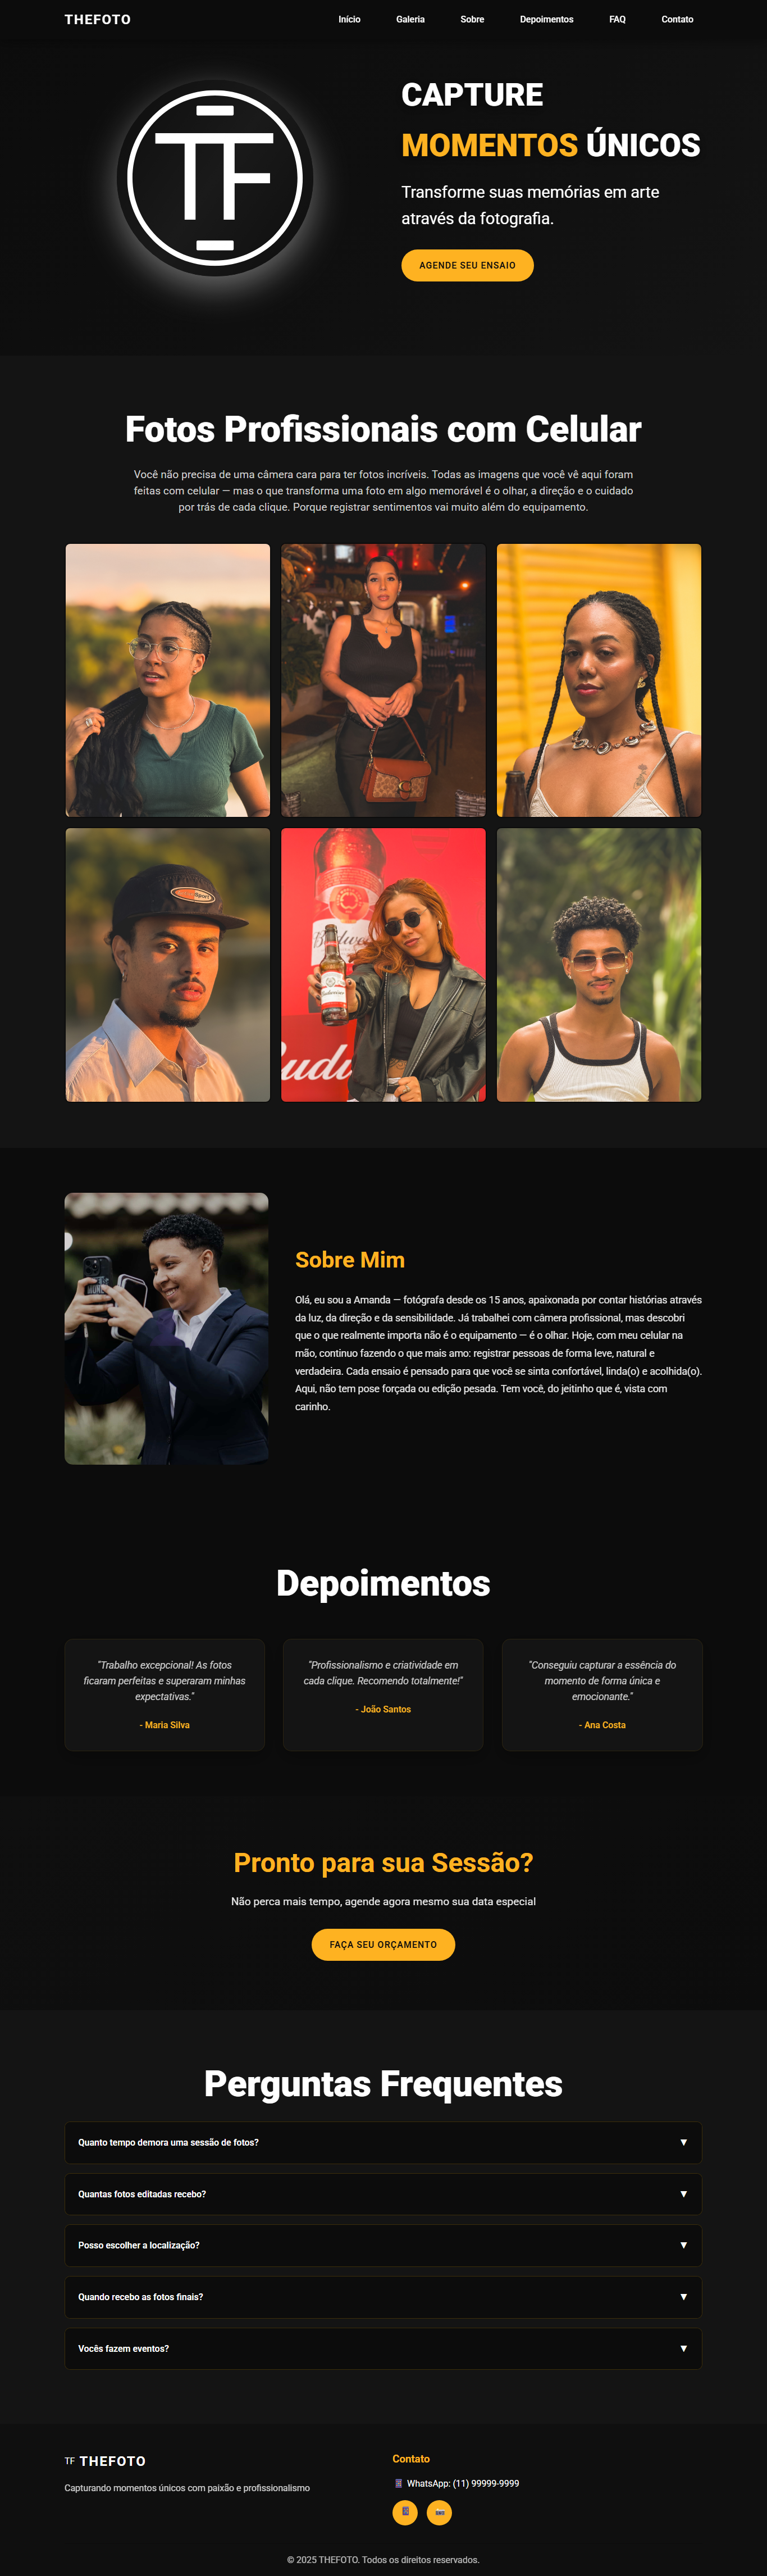 THEFOTO
Início Galeria Sobre Depoimentos FAQ Contato
TF
CAPTURE
MOMENTOS ÚNICOS
Transforme suas memórias em arte
através da fotografia.
AGENDE SEU ENSAIO
Fotos Profissionais com Celular
Você não precisa de uma câmera cara para ter fotos incríveis. Todas as imagens que você vê aqui foram
feitas com celular — mas o que transforma uma foto em algo memorável é o olhar, a direção e o cuidado
por trás de cada clique. Porque registrar sentimentos vai muito além do equipamento.
Sobre Mim
Olá, eu sou a Amanda — fotógrafa desde os 15 anos, apaixonada por contar histórias através
da luz, da direção e da sensibilidade. Já trabalhei com câmera profissional, mas descobri
que o que realmente importa não é o equipamento — é o olhar. Hoje, com meu celular na
mão, continuo fazendo o que mais amo: registrar pessoas de forma leve, natural e
verdadeira. Cada ensaio é pensado para que você se sinta confortável, linda(o) e acolhida(o).
Aqui, não tem pose forçada ou edição pesada. Tem você, do jeitinho que é, vista com
carinho.
Depoimentos
"Trabalho excepcional! As fotos
ficaram perfeitas e superaram minhas
expectativas."
- Maria Silva
"Profissionalismo e criatividade em
cada clique. Recomendo totalmente!"
- João Santos
"Conseguiu capturar a essência do
momento de forma única e
emocionante."
- Ana Costa
Pronto para sua Sessão?
Não perca mais tempo, agende agora mesmo sua data especial
FAÇA SEU ORÇAMENTO
Perguntas Frequentes
Quanto tempo demora uma sessão de fotos?
Quantas fotos editadas recebo?
Posso escolher a localização?
Quando recebo as fotos finais?
Vocês fazem eventos?
TF THEFOTO
Capturando momentos únicos com paixão e profissionalismo
Contato
WhatsApp: (11) 99999-9999
© 2025 THEFOTO. Todos os direitos reservados.